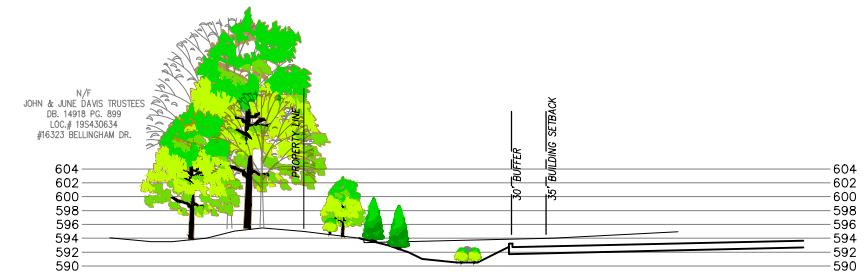 N/F
JOHN & JUNE DAVIS TRUSTEES
DB. 14918 PG. 899
LOC.# 19S430634
#16323 BELLINGHAM DR.
PROPERTY LINE
30' BUFFER
35' BUILDING SETBACK
604 604
602 602
600 600
598 598
596 596
594 594
592 592
590 590